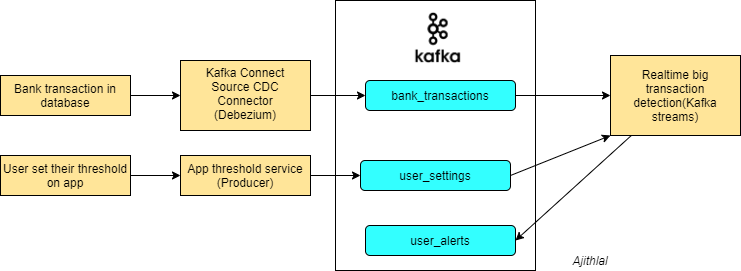 kafka
Bank transaction in
database
Kafka Connect
Source CDC
Connector
(Debezium)
bank_transactions
Realtime big
transaction
detection(Kafka
streams)
User set their threshold
on app
App threshold service
(Producer)
user_settings
user_alerts
Ajithlal